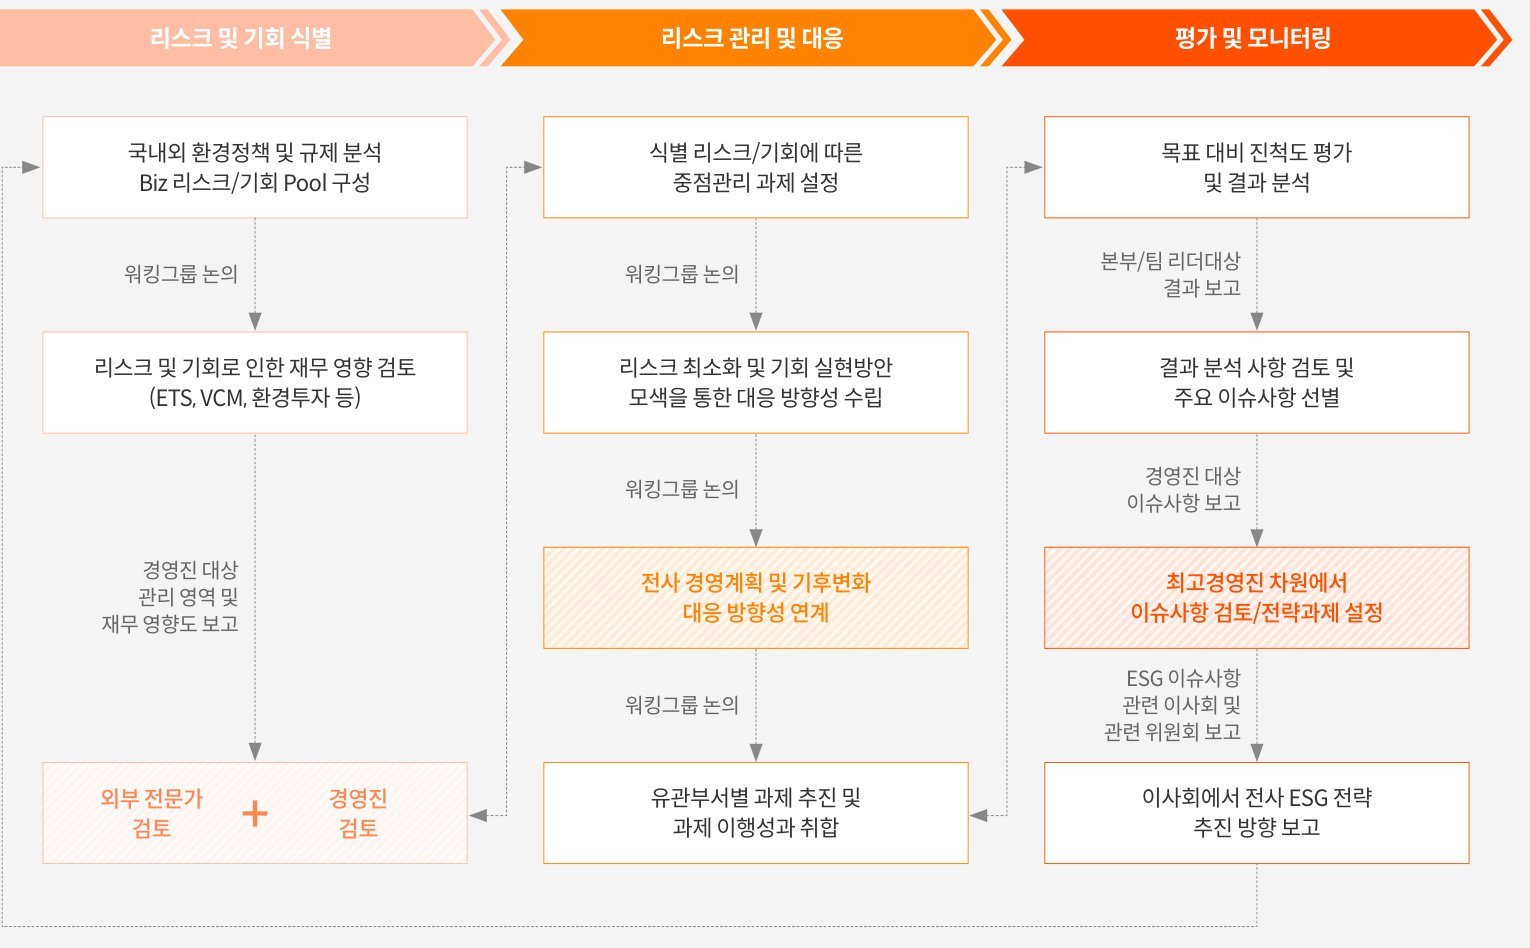 리스크 및 기회 식별
리스크 관리 및 대응
평가 및 모니터링
국내외 환경정책 및 규제 분석
Biz 리스크/기회 Pool 구성
워킹그룹 논의
리스크 및 기회로 인한 재무 영향 검토
(ETS, VCM, 환경투자 등)
경영진 대상
관리 영역 및
재무 영향도 보고
외부 전문가
검토
+
경영진
검토
식별 리스크/기회에 따른
중점관리 과제 설정
워킹그룹 논의
리스크 최소화 및 기회 실현방안
모색을 통한 대응 방향성 수립
워킹그룹 논의
전사 경영계획 및 기후변화
대응 방향성 연계
워킹그룹 논의
유관부서별 과제 추진 및
과제 이행성과 취합
목표 대비 진척도 평가
및 결과 분석
본부/팀 리더대상
결과 보고
결과 분석 사항 검토 및
주요 이슈사항 선별
경영진 대상
이슈사항 보고
최고경영진 차원에서
이슈사항 검토/전략과제 설정
ESG 이슈사항
관련 이사회 및
관련 위원회 보고
이사회에서 전사 ESG 전략
추진 방향 보고